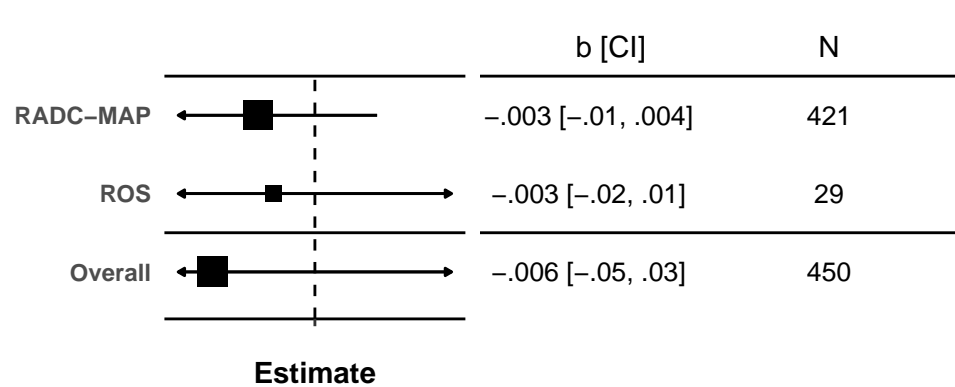 b [CI] N
RADC−MAP −.003 [−.01, .004] 421
ROS −.003 [−.02, .01] 29
Overall −.006 [−.05, .03] 450
Estimate